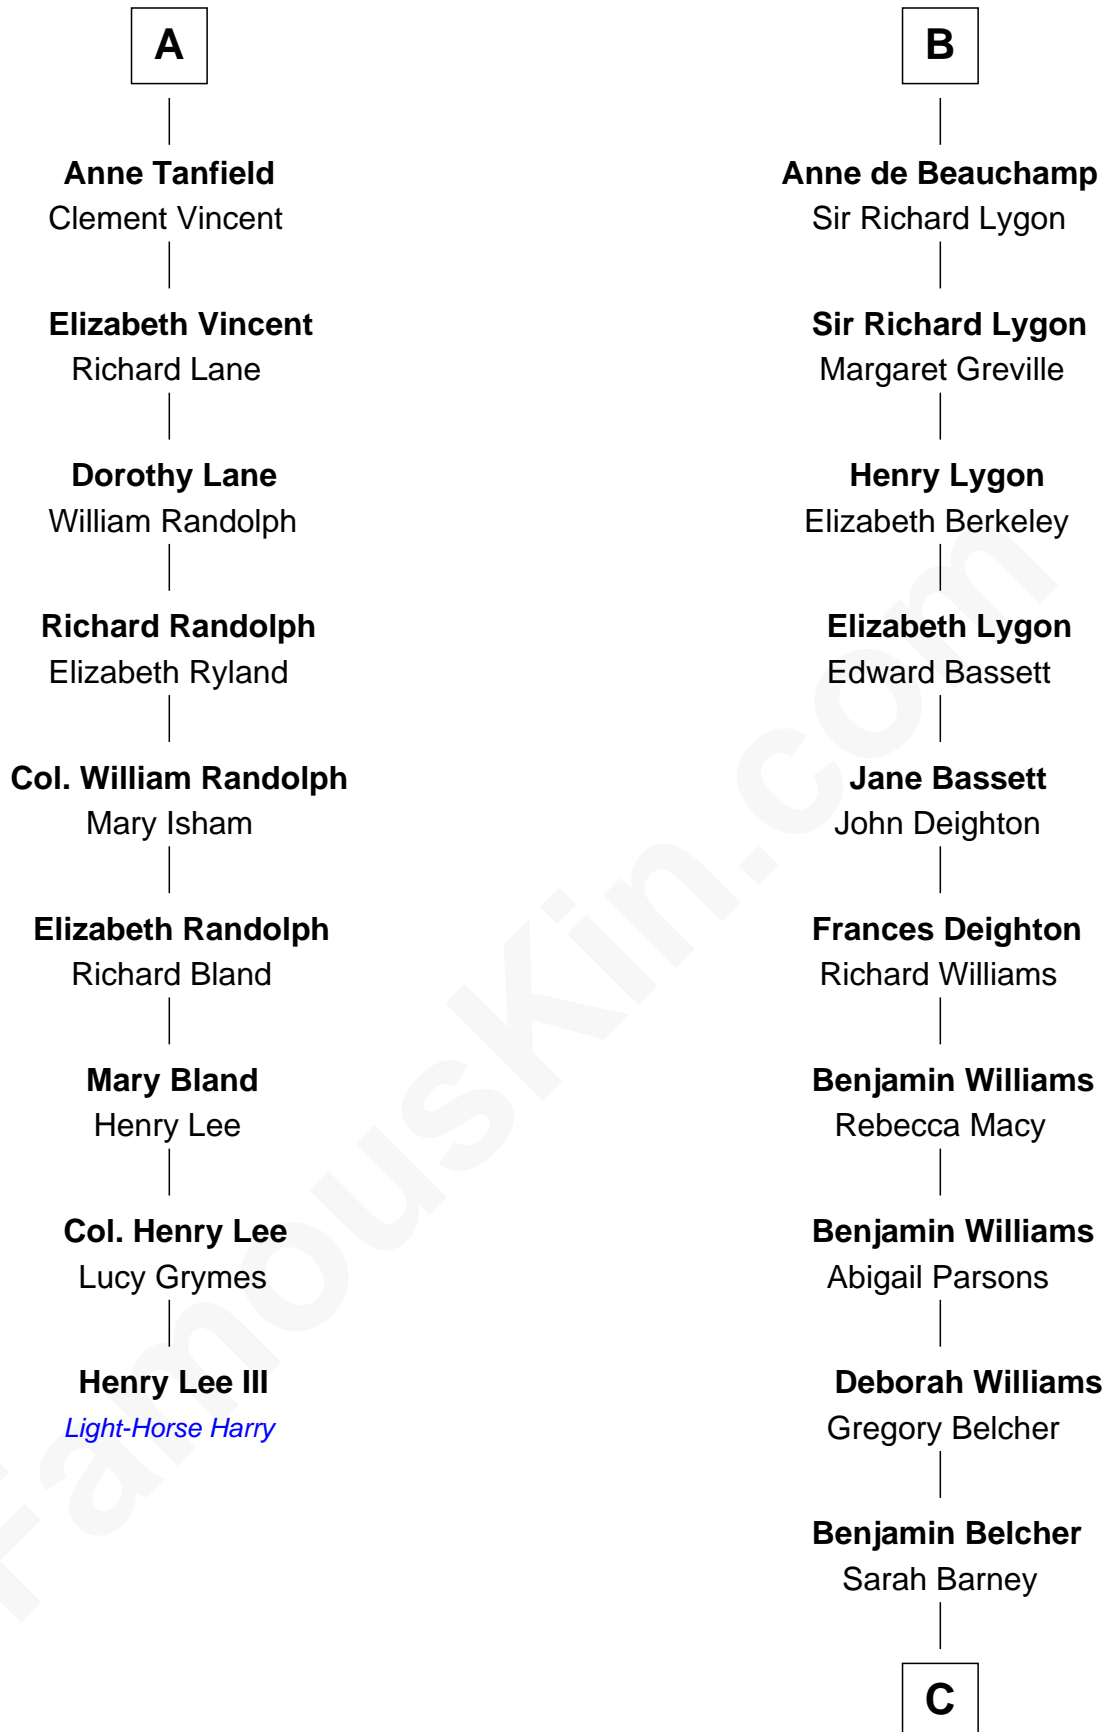 A
Anne Tanfield
Clement Vincent
Elizabeth Vincent
Richard Lane
Dorothy Lane
William Randolph
Richard Randolph
Elizabeth Ryland
Col. William Randolph
Mary Isham
Elizabeth Randolph
Richard Bland
Mary Bland
Henry Lee
Col. Henry Lee
Lucy Grymes
Henry Lee III
Light-Horse Harry
B
Anne de Beauchamp
Sir Richard Lygon
Sir Richard Lygon
Margaret Greville
Henry Lygon
Elizabeth Berkeley
Elizabeth Lygon
Edward Bassett
Jane Bassett
John Deighton
Frances Deighton
Richard Williams
Benjamin Williams
Rebecca Macy
Benjamin Williams
Abigail Parsons
Deborah Williams
Gregory Belcher
Benjamin Belcher
Sarah Barney
C
FamousKin.com